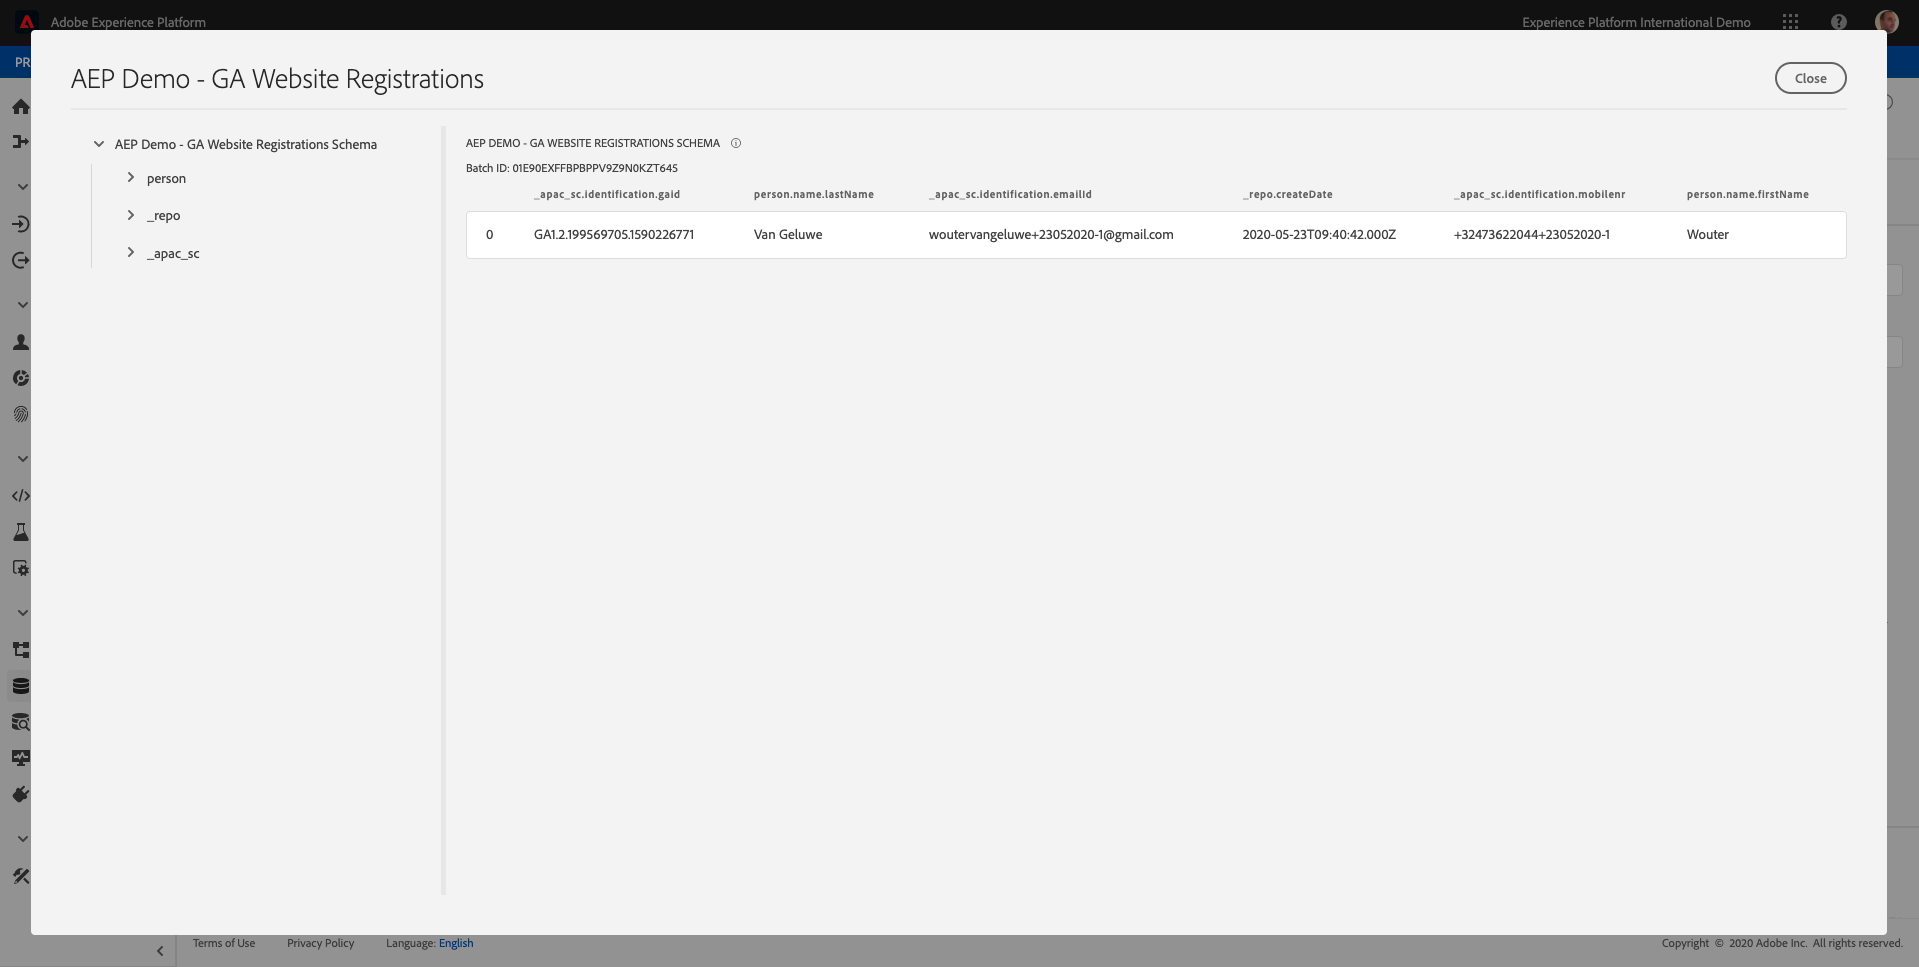 Adobe Experience Platform
Experience Platform International Demo
PR
AEP Demo - GA Website Registrations
Close
AEP Demo - GA Website Registrations Schema
person
_repo
_apac_sc
AEP DEMO - GA WEBSITE REGISTRATIONS SCHEMA
Batch ID: 01E90EXFFBPBPPV9Z9N0KZT645
_apac_sc.identification.gaid person.name.lastName _apac_sc.identification.emailId _repo.createDate _apac_sc.identification.mobilenr person.name.firstName
0 GA1.2.199569705.1590226771 Van Geluwe woutervangeluwe+23052020-1@gmail.com 2020-05-23T09:40:42.000Z +32473622044+23052020-1 Wouter
Terms of Use Privacy Policy Language: English Copyright © 2020 Adobe Inc. All rights reserved.